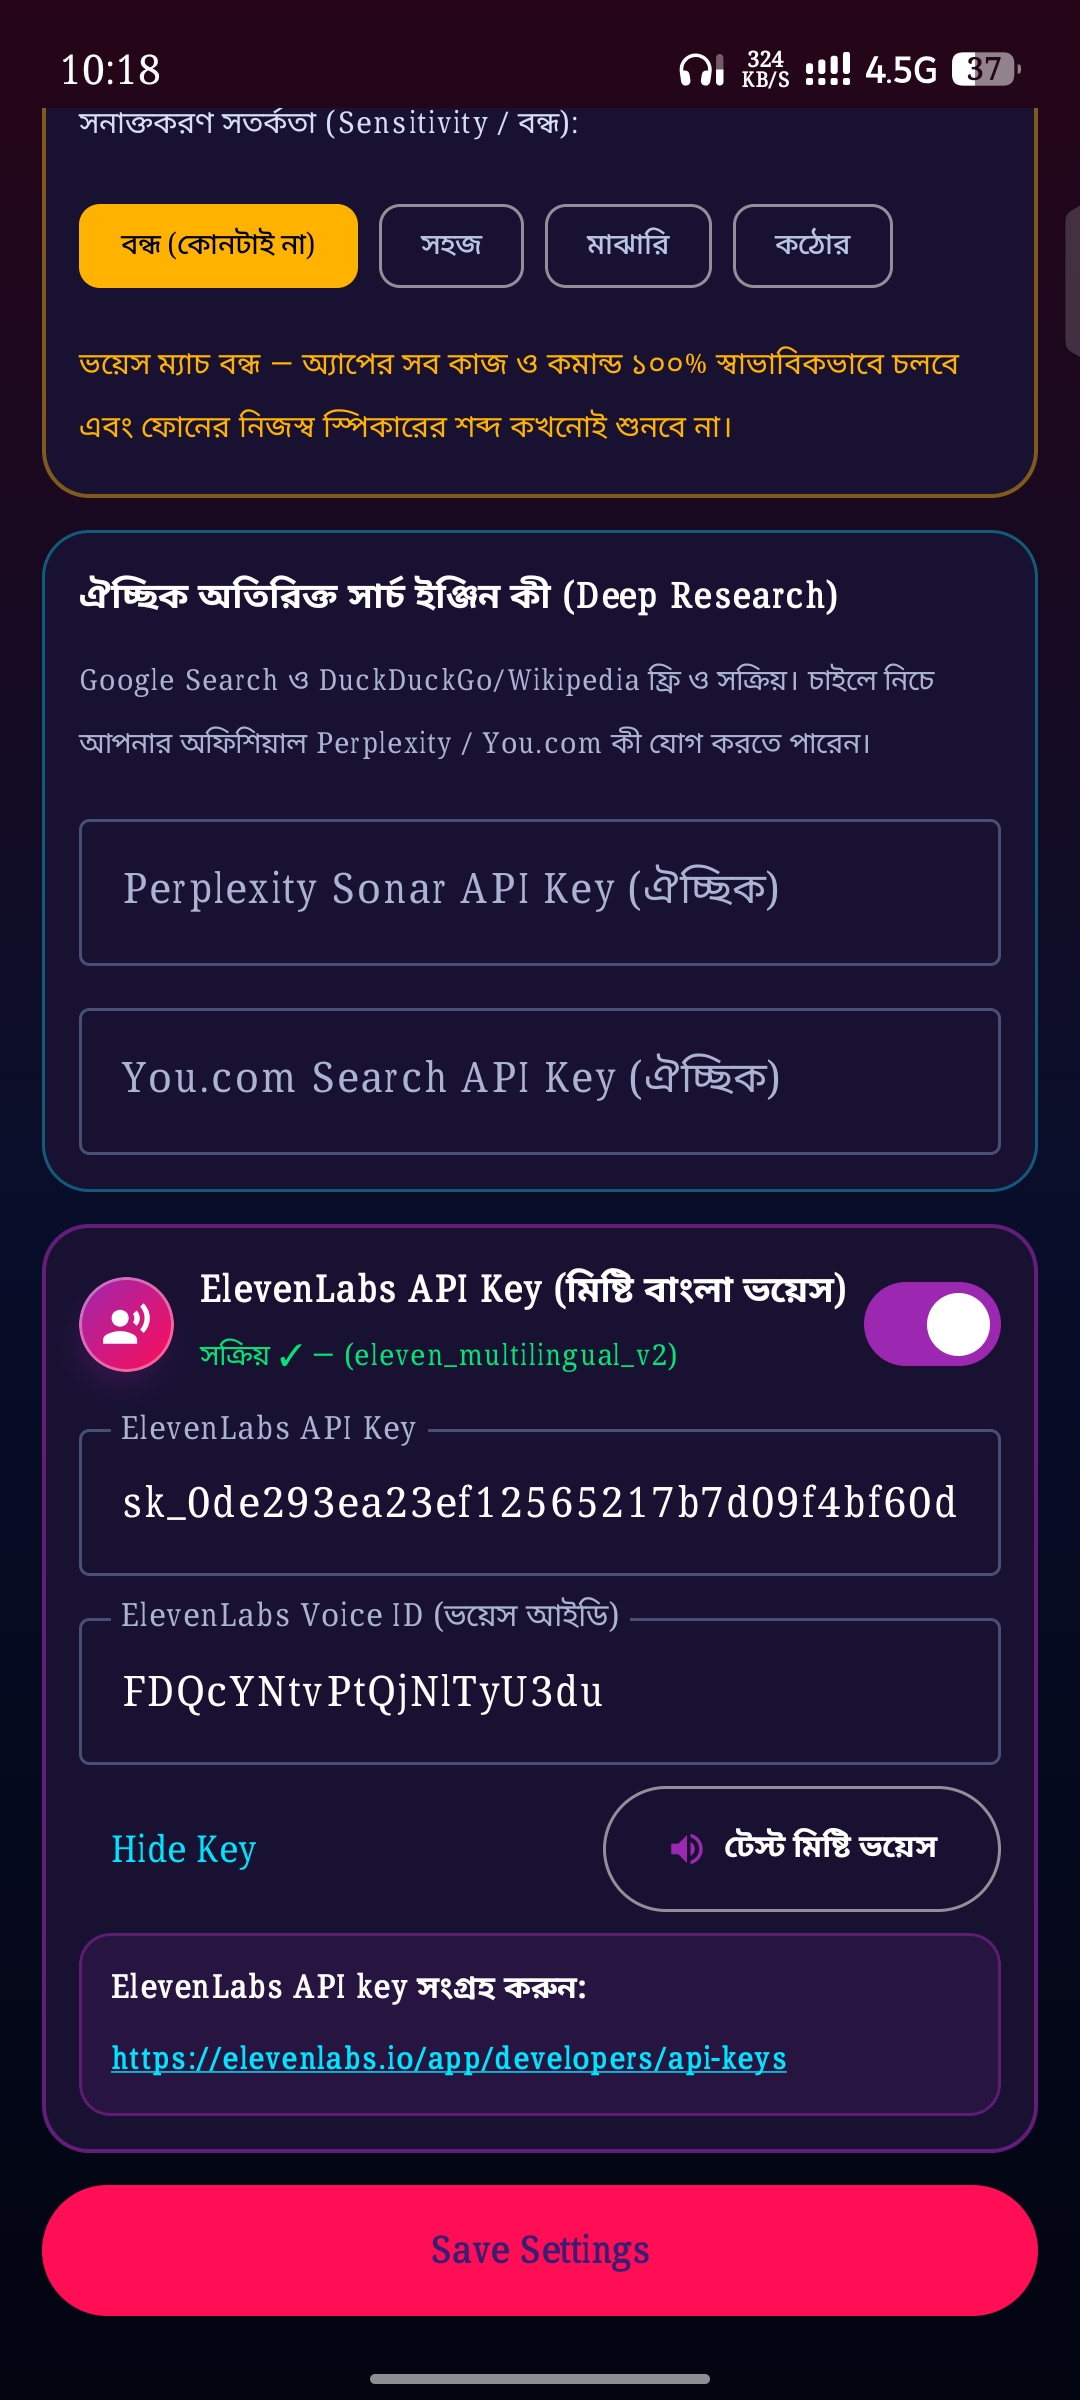 10:18
324
KB/S
4.5G
37
সনাক্তকরণ সতর্কতা (Sensitivity / বন্ধ):
বন্ধ (কোনটাই না)
সহজ
মাঝারি
কঠোর
ভয়েস ম্যাচ বন্ধ — অ্যাপের সব কাজ ও কমান্ড ১০০% স্বাভাবিকভাবে চলবে
এবং ফোনের নিজস্ব স্পিকারের শব্দ কখনোই শুনবে না।
ঐচ্ছিক অতিরিক্ত সার্চ ইঞ্জিন কী (Deep Research)
Google Search ও DuckDuckGo/Wikipedia ফ্রি ও সক্রিয়। চাইলে নিচে
আপনার অফিশিয়াল Perplexity / You.com কী যোগ করতে পারেন।
Perplexity Sonar API Key (ঐচ্ছিক)
You.com Search API Key (ঐচ্ছিক)
ElevenLabs API Key (মিষ্টি বাংলা ভয়েস)
সক্রিয় ✓ — (eleven_multilingual_v2)
ElevenLabs API Key
sk_0de293ea23ef12565217b7d09f4bf60d
ElevenLabs Voice ID (ভয়েস আইডি)
FDQcYNtvPtQjNlTyU3du
Hide Key
টেস্ট মিষ্টি ভয়েস
ElevenLabs API key সংগ্রহ করুন:
https://elevenlabs.io/app/developers/api-keys
Save Settings